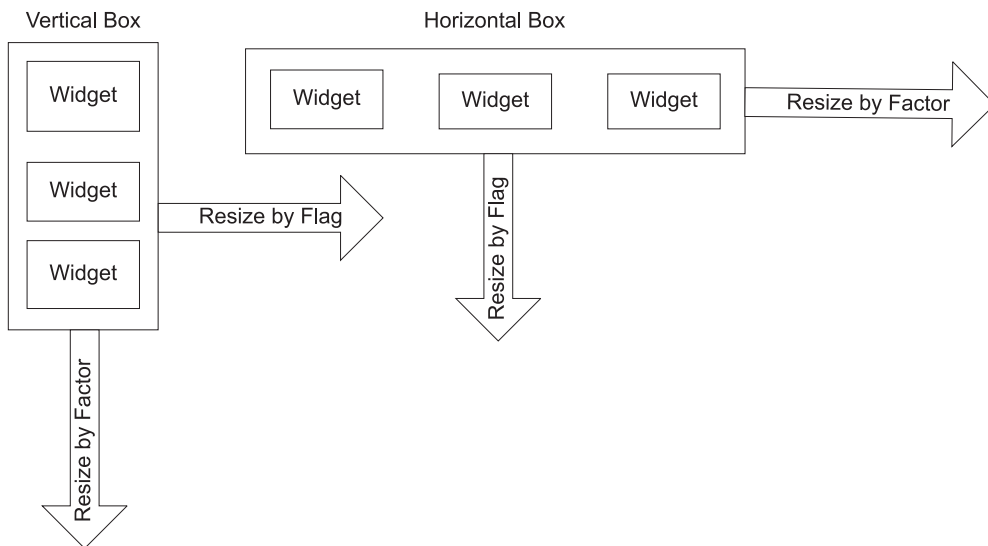 Vertical Box
Horizontal Box
Widget
Widget
Widget
Widget
Widget
Widget
Resize by Factor
Resize by Flag
Resize by Flag
Resize by Factor